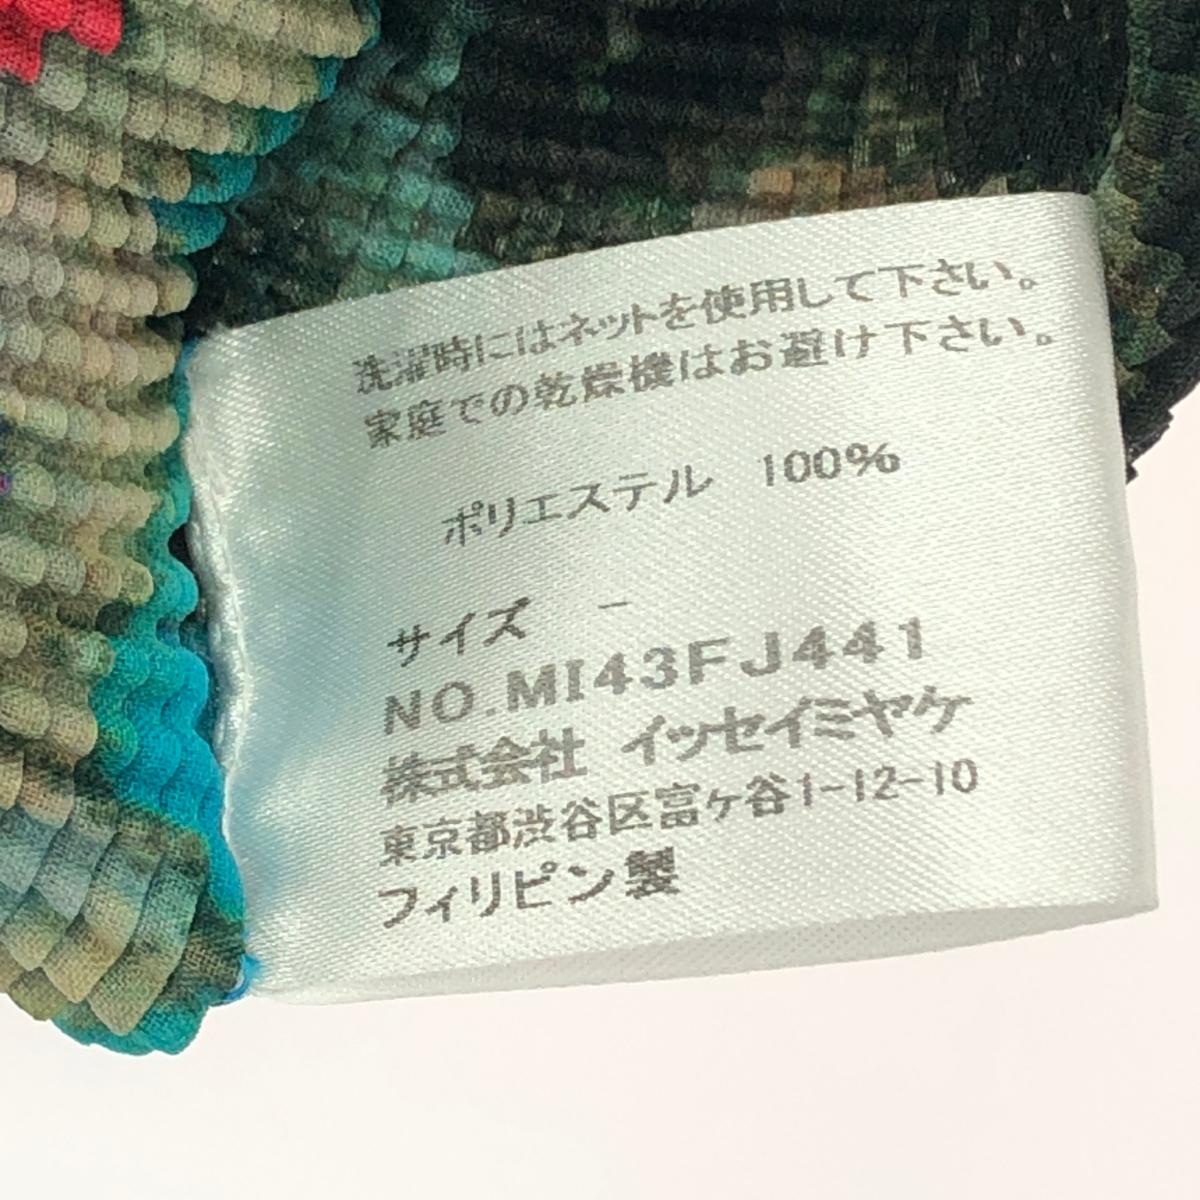 洗濯時にはネットを使用して下さい。
家庭での乾燥機はお避け下さい。
ポリエステル 100%
サイズ -
NO.MI43FJ441
株式会社 イッセイミヤケ
東京都渋谷区富ヶ谷1-12-10
フィリピン製